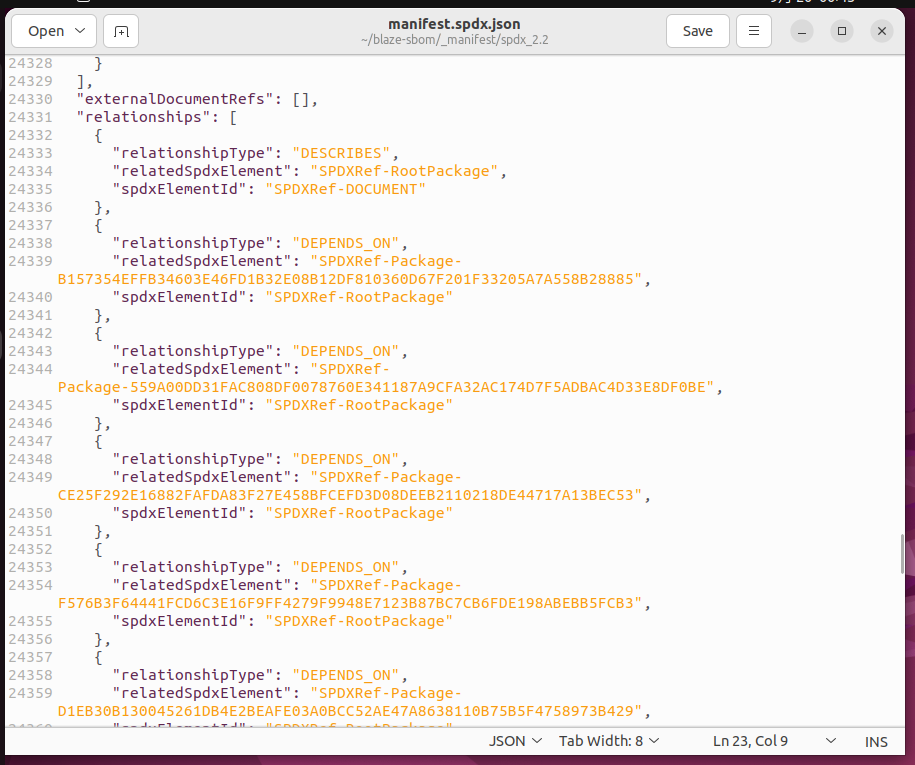 Open
manifest.spdx.json
~/blaze-sbom/_manifest/spdx_2.2
Save
24328 }
24329 ],
24330 "externalDocumentRefs": [],
24331 "relationships": [
24332 {
24333 "relationshipType": "DESCRIBES",
24334 "relatedSpdxElement": "SPDXRef-RootPackage",
24335 "spdxElementId": "SPDXRef-DOCUMENT"
24336 },
24337 {
24338 "relationshipType": "DEPENDS_ON",
24339 "relatedSpdxElement": "SPDXRef-Package-
B157354EFFB34603E46FD1B32E08B12DF810360D67F201F33205A7A558B28885",
24340 "spdxElementId": "SPDXRef-RootPackage"
24341 },
24342 {
24343 "relationshipType": "DEPENDS_ON",
24344 "relatedSpdxElement": "SPDXRef-
Package-559A00DD31FAC808DF0078760E341187A9CFA32AC174D7F5ADBAC4D33E8DF0BE",
24345 "spdxElementId": "SPDXRef-RootPackage"
24346 },
24347 {
24348 "relationshipType": "DEPENDS_ON",
24349 "relatedSpdxElement": "SPDXRef-Package-
CE25F292E16882FAFDA83F27E458BFCEFD3D08DEEB2110218DE44717A13BEC53",
24350 "spdxElementId": "SPDXRef-RootPackage"
24351 },
24352 {
24353 "relationshipType": "DEPENDS_ON",
24354 "relatedSpdxElement": "SPDXRef-Package-
F576B3F64441FCD6C3E16F9FF4279F9948E7123B87BC7CB6FDE198ABEBB5FCB3",
24355 "spdxElementId": "SPDXRef-RootPackage"
24356 },
24357 {
24358 "relationshipType": "DEPENDS_ON",
24359 "relatedSpdxElement": "SPDXRef-Package-
D1EB30B130045261DB4E2BEAFE03A0BCC52AE47A8638110B75B5F4758973B429",
24360 "spdxElementId": "SPDXRef-RootPackage"
JSON
Tab Width: 8
Ln 23, Col 9
INS